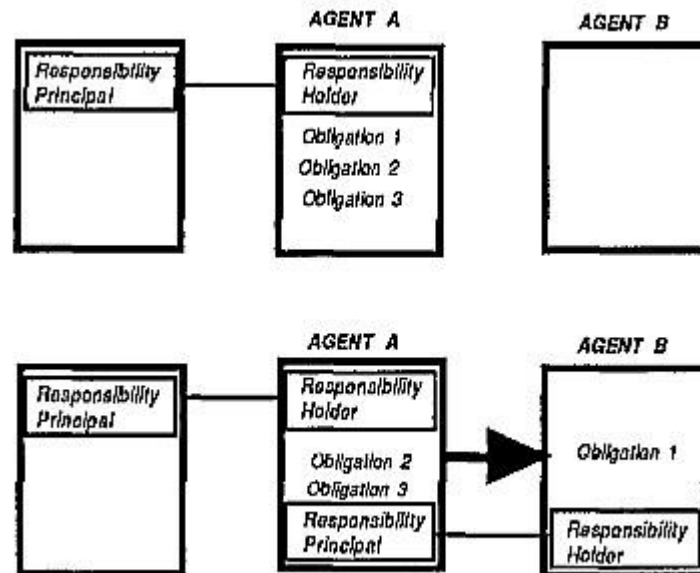 AGENT A
AGENT B
Responsibility
Principal
Responsibility
Holder
Obligation 1
Obligation 2
Obligation 3
AGENT A
AGENT B
Responsibility
Principal
Responsibility
Holder
Obligation 2
Obligation 3
Responsibility
Principal
Obligation 1
Responsibility
Holder